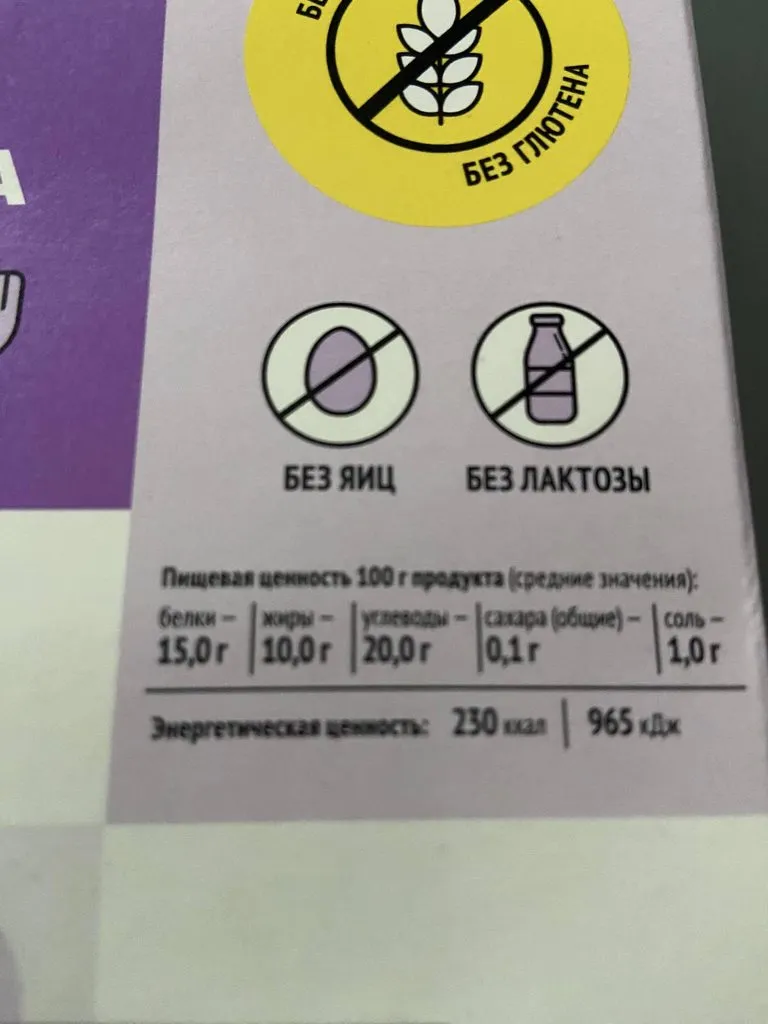 БЕЗ ГЛЮТЕНА
А
БЕЗ ЯИЦ
БЕЗ ЛАКТОЗЫ
Пищевая ценность 100 г продукта (средние значения):
белки – жиры – углеводы – сахара (общие) – соль –
15,0 г 10,0 г 20,0 г 0,1 г 1,0 г
Энергетическая ценность: 230 ккал | 965 кДж